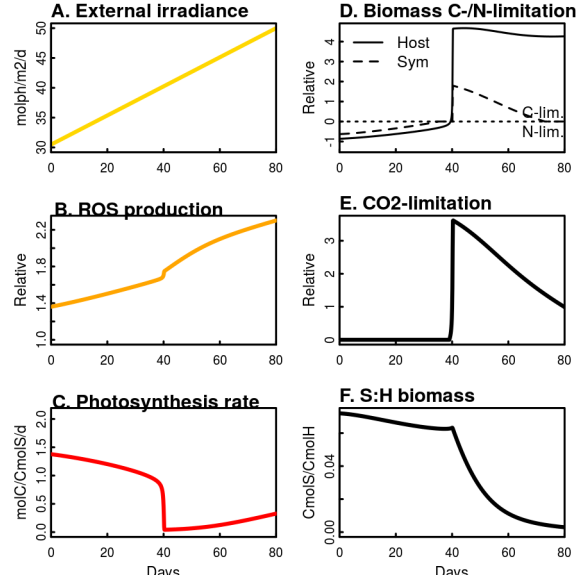 A. External irradiance
molph/m2/d
30 35 40 45 50
0 20 40 60 80
D. Biomass C-/N-limitation
Relative
-1 0 1 2 3 4
Host
Sym
C-lim.
N-lim.
0 20 40 60 80
B. ROS production
Relative
1.0 1.4 1.8 2.2
0 20 40 60 80
E. CO2-limitation
Relative
0 1 2 3
0 20 40 60 80
C. Photosynthesis rate
molC/CmolS/d
0.0 0.5 1.0 1.5 2.0
0 20 40 60 80
Days
F. S:H biomass
CmolS/CmolH
0.00 0.04
0 20 40 60 80
Days